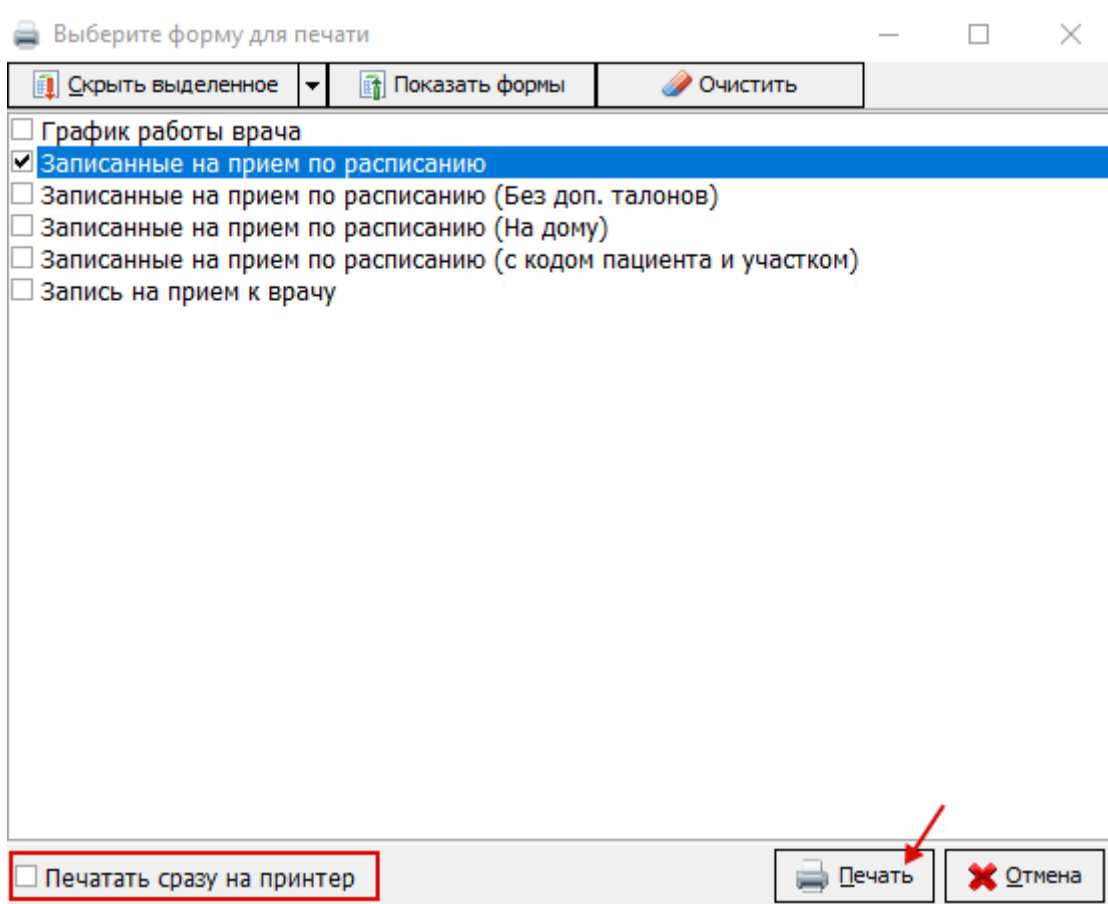 Выберите форму для печати
Скрыть выделенное Показать формы Очистить
График работы врача
Записанные на прием по расписанию
Записанные на прием по расписанию (Без доп. талонов)
Записанные на прием по расписанию (На дому)
Записанные на прием по расписанию (с кодом пациента и участком)
Запись на прием к врачу
Печатать сразу на принтер Печать Отмена